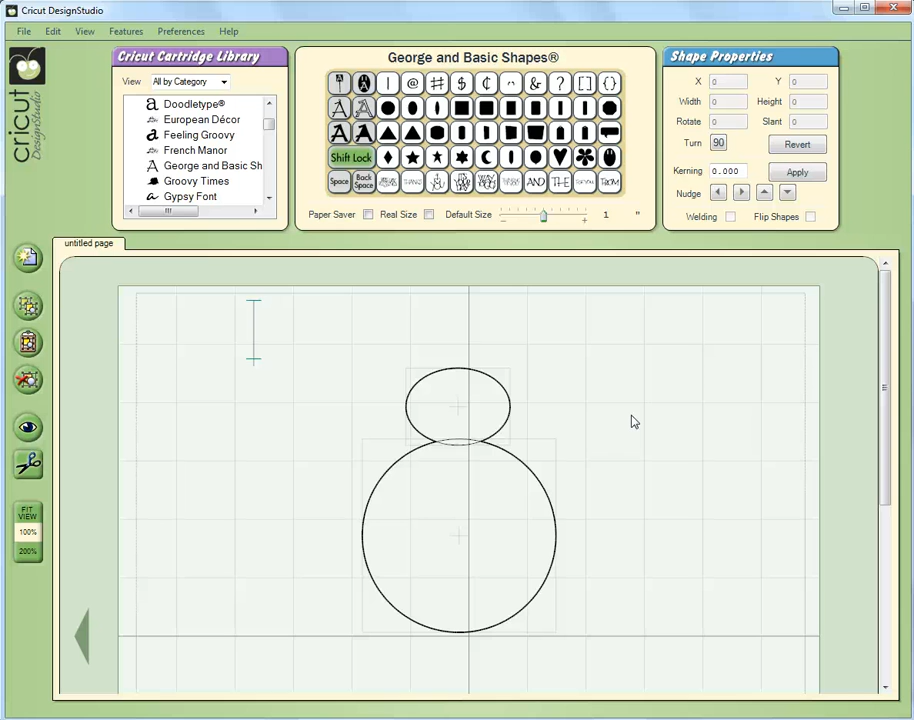 Cricut DesignStudio
File Edit View Features Preferences Help
cricut DesignStudio
Cricut Cartridge Library
View All by Category
Doodletype®
European Décor
Feeling Groovy
French Manor
George and Basic Sh
Groovy Times
Gypsy Font
George and Basic Shapes®
| @ # $ ¢ & ? [ ] { }
Shift Lock
Space Back Space AND THE FROM
Paper Saver Real Size Default Size 1 "
Shape Properties
X 0 Y 0
Width 0 Height 0
Rotate 0 Slant 0
Turn 90 Revert
Kerning 0.000 Apply
Nudge
Welding Flip Shapes
untitled page
FIT VIEW
100%
200%